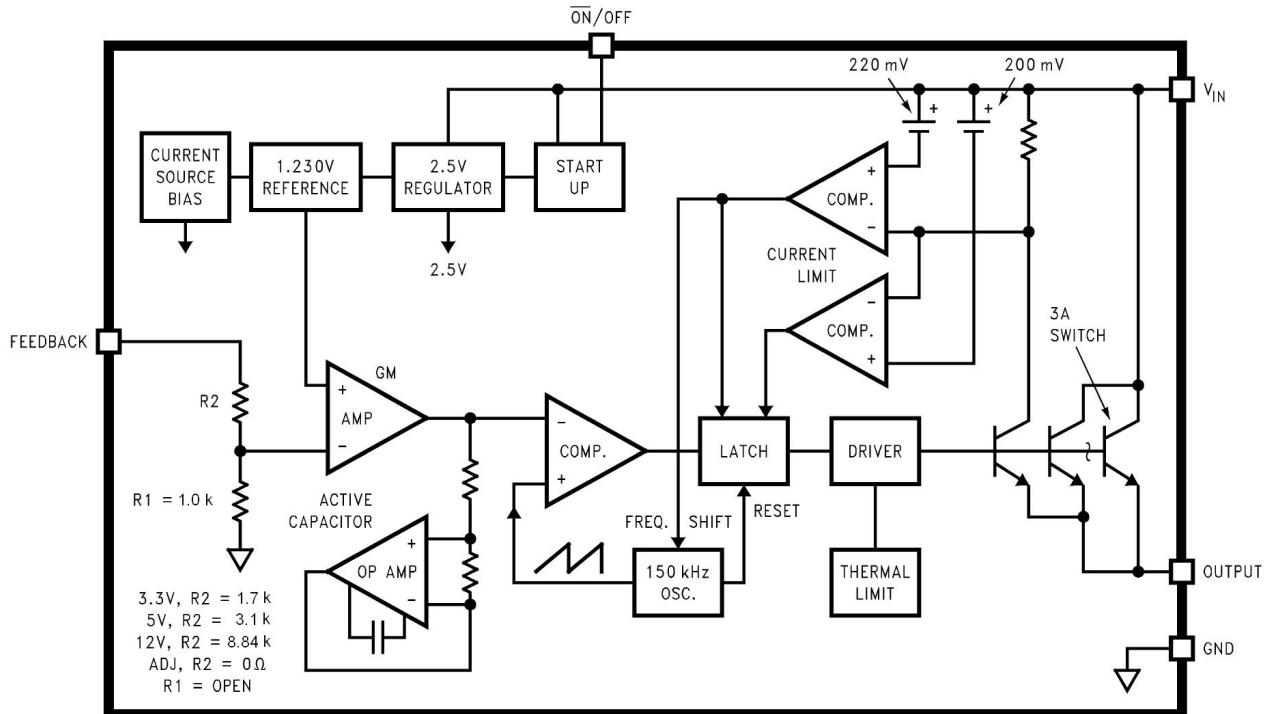 ON/OFF
220 mV
200 mV
VIN
CURRENT
SOURCE
BIAS
1.230V
REFERENCE
2.5V
REGULATOR
START
UP
+
+
+
COMP.
−
2.5V
CURRENT
LIMIT
−
COMP.
+
FEEDBACK
3A
SWITCH
GM
R2
+
AMP
−
−
COMP.
+
LATCH
DRIVER
R1 = 1.0 k
ACTIVE
CAPACITOR
FREQ. SHIFT
RESET
+
OP AMP
−
150 kHz
OSC.
THERMAL
LIMIT
OUTPUT
3.3V, R2 = 1.7 k
5V, R2 = 3.1 k
12V, R2 = 8.84 k
ADJ, R2 = 0 Ω
R1 = OPEN
GND